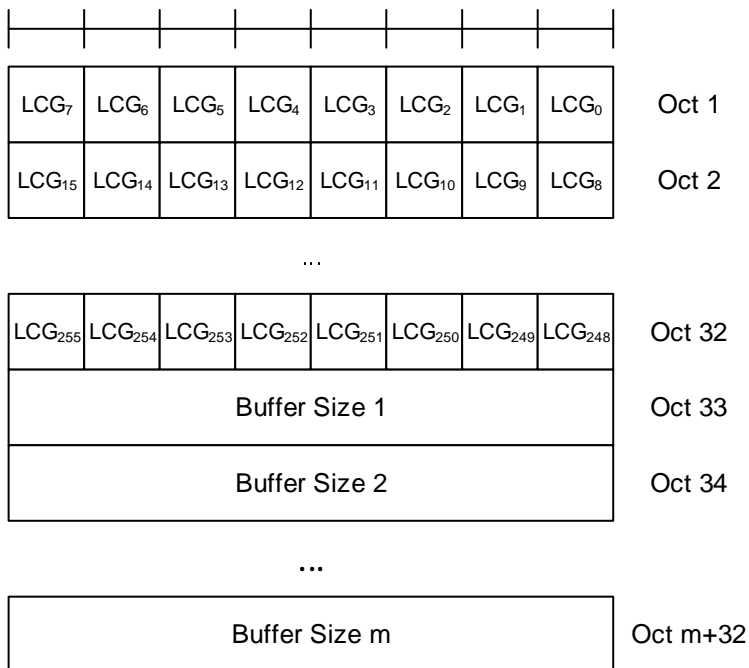 LCG₇ LCG₆ LCG₅ LCG₄ LCG₃ LCG₂ LCG₁ LCG₀ Oct 1
LCG₁₅ LCG₁₄ LCG₁₃ LCG₁₂ LCG₁₁ LCG₁₀ LCG₉ LCG₈ Oct 2
...
LCG₂₅₅ LCG₂₅₄ LCG₂₅₃ LCG₂₅₂ LCG₂₅₁ LCG₂₅₀ LCG₂₄₉ LCG₂₄₈ Oct 32
Buffer Size 1 Oct 33
Buffer Size 2 Oct 34
...
Buffer Size m Oct m+32